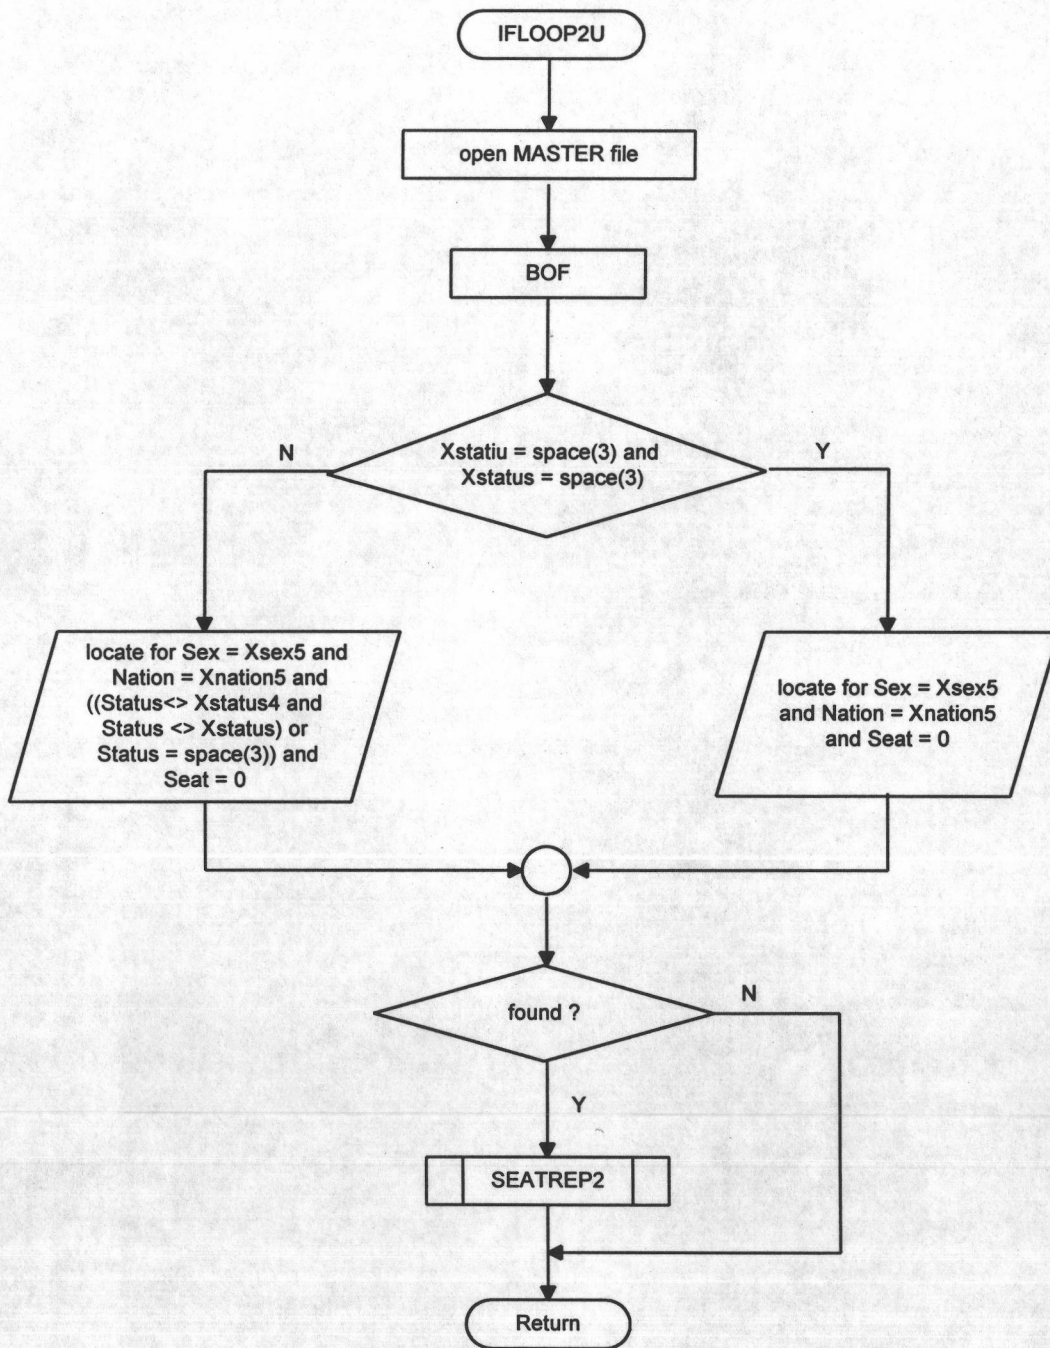 IFLOOP2U
open MASTER file
BOF
Xstatiu = space(3) and
Xstatus = space(3)
N
Y
locate for Sex = Xsex5 and
Nation = Xnation5 and
((Status<> Xstatus4 and
Status <> Xstatus) or
Status = space(3)) and
Seat = 0
locate for Sex = Xsex5
and Nation = Xnation5
and Seat = 0
found ?
N
Y
SEATREP2
Return